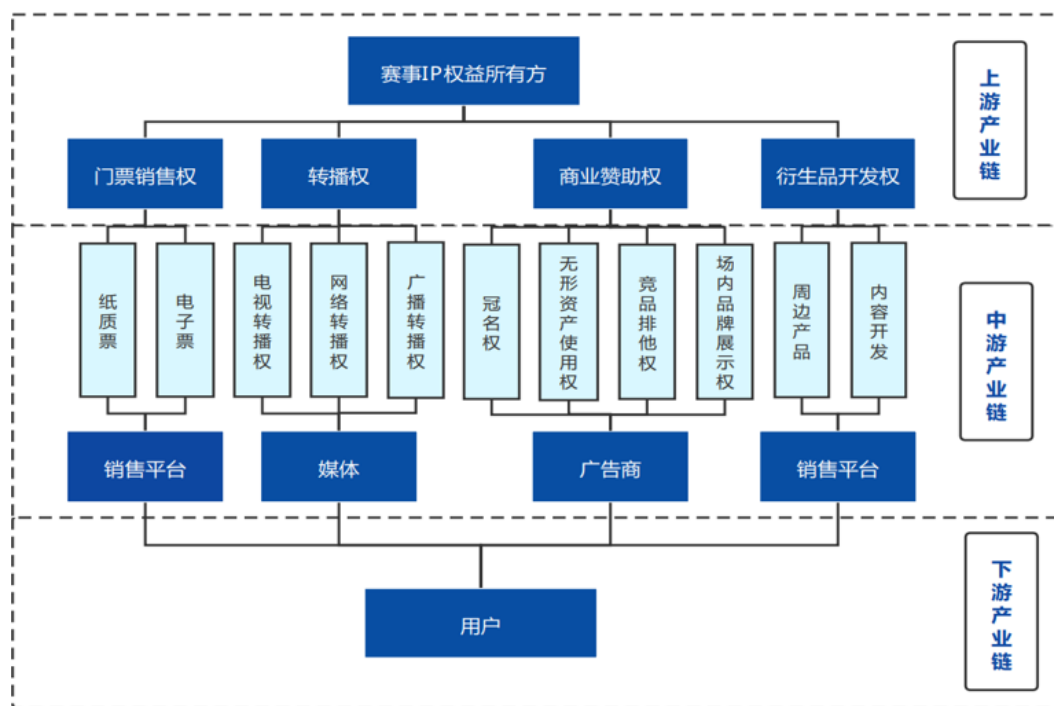 赛事IP权益所有方
上游产业链
门票销售权
转播权
商业赞助权
衍生品开发权
纸质票
电子票
电视转播权
网络转播权
广播转播权
冠名权
无形资产使用权
竞品排他权
场内品牌展示权
周边产品
内容开发
中游产业链
销售平台
媒体
广告商
销售平台
下游产业链
用户